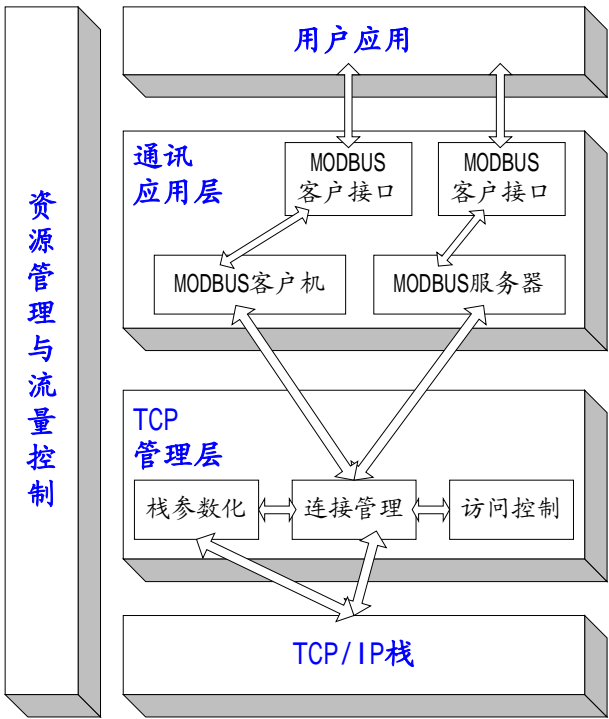 用户应用
通讯
应用层
MODBUS
客户接口
MODBUS
客户接口
MODBUS客户机
MODBUS服务器
TCP
管理层
栈参数化
连接管理
访问控制
TCP/IP栈
资
源
管
理
与
流
量
控
制